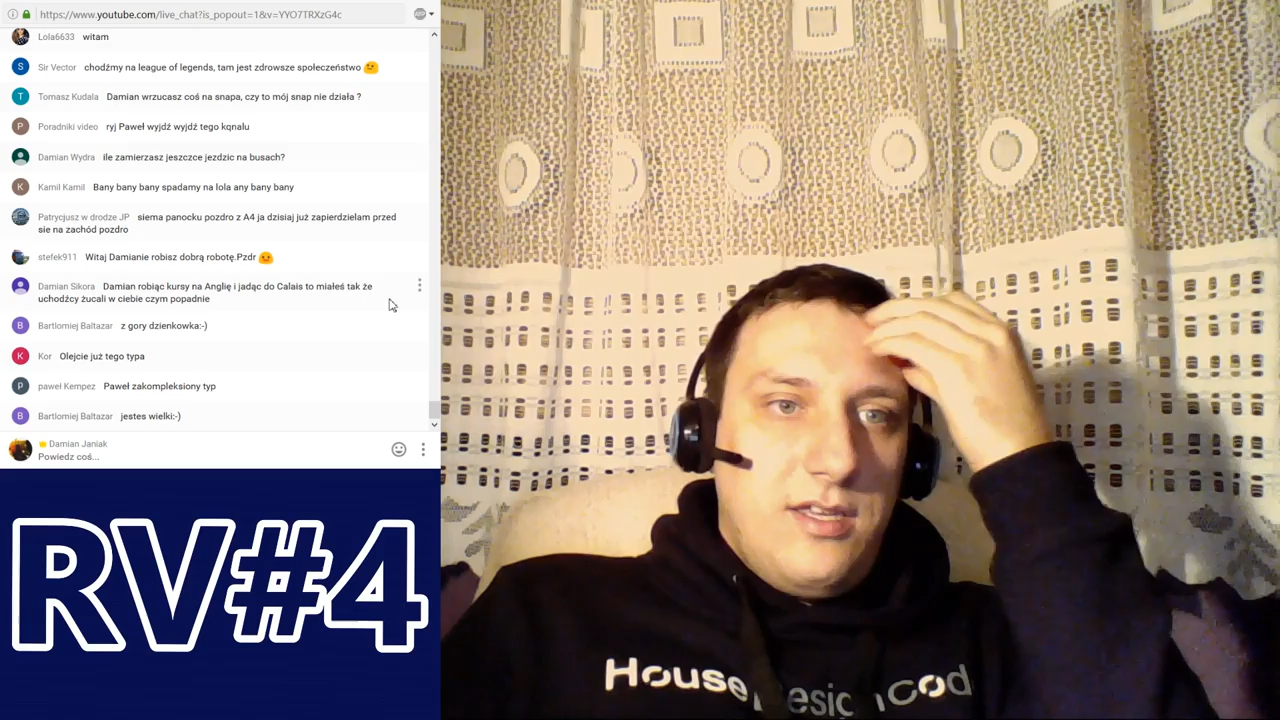 https://www.youtube.com/live_chat?is_popout=1&v=YYO7TRXzG4c
Lola6633 witam
S Sir Vector chodźmy na league of legends, tam jest zdrowsze społeczeństwo
T Tomasz Kudala Damian wrzucasz coś na snapa, czy to mój snap nie działa ?
P Poradniki video ryj Paweł wyjdź wyjdź tego kqnalu
Damian Wydra ile zamierzasz jeszczce jezdzic na busach?
K Kamil Kamil Bany bany bany spadamy na lola any bany bany
Patrycjusz w drodze JP siema panocku pozdro z A4 ja dzisiaj już zapierdzielam przed
sie na zachód pozdro
stefek911 Witaj Damianie robisz dobrą robotę.Pzdr
Damian Sikora Damian robiąc kursy na Anglię i jadąc do Calais to miałeś tak że
uchodźcy żucali w ciebie czym popadnie
B Bartlomiej Baltazar z gory dzienkowka:-)
K Kor Olejcie już tego typa
p paweł Kempez Paweł zakompleksiony typ
B Bartlomiej Baltazar jestes wielki:-)
Damian Janiak
Powiedz coś...
RV#4
House